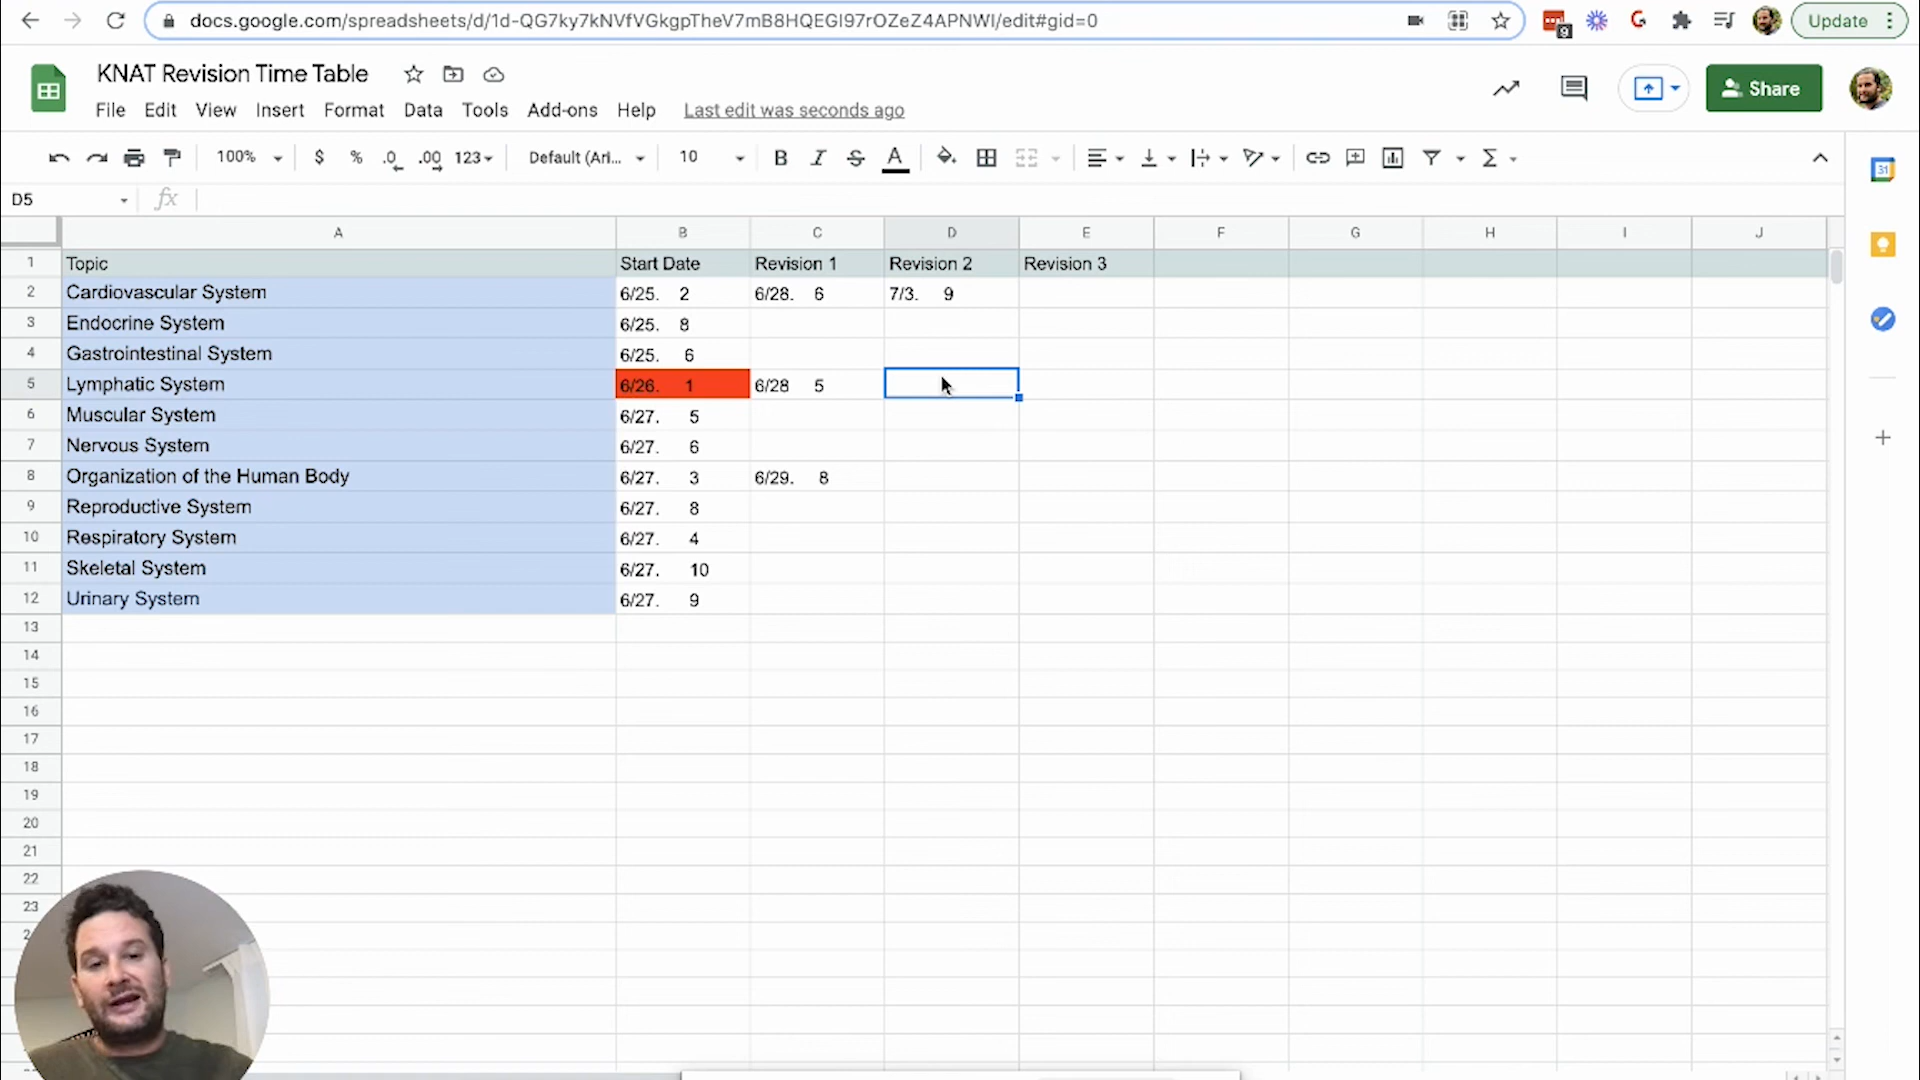 docs.google.com/spreadsheets/d/1d-QG7ky7kNVfVGkgpTheV7mB8HQEGI97rOZeZ4APNWI/edit#gid=0
9
Update
KNAT Revision Time Table
File Edit View Insert Format Data Tools Add-ons Help Last edit was seconds ago
Share
100% $ % .0 .00 123 Default (Ari... 10 B I S A Σ
31
D5 fx
A B C D E F G H I J
1 Topic Start Date Revision 1 Revision 2 Revision 3
2 Cardiovascular System 6/25. 2 6/28. 6 7/3. 9
3 Endocrine System 6/25. 8
4 Gastrointestinal System 6/25. 6
5 Lymphatic System 6/26. 1 6/28 5
6 Muscular System 6/27. 5
7 Nervous System 6/27. 6
8 Organization of the Human Body 6/27. 3 6/29. 8
9 Reproductive System 6/27. 8
10 Respiratory System 6/27. 4
11 Skeletal System 6/27. 10
12 Urinary System 6/27. 9
13
14
15
16
17
18
19
20
21
22
23